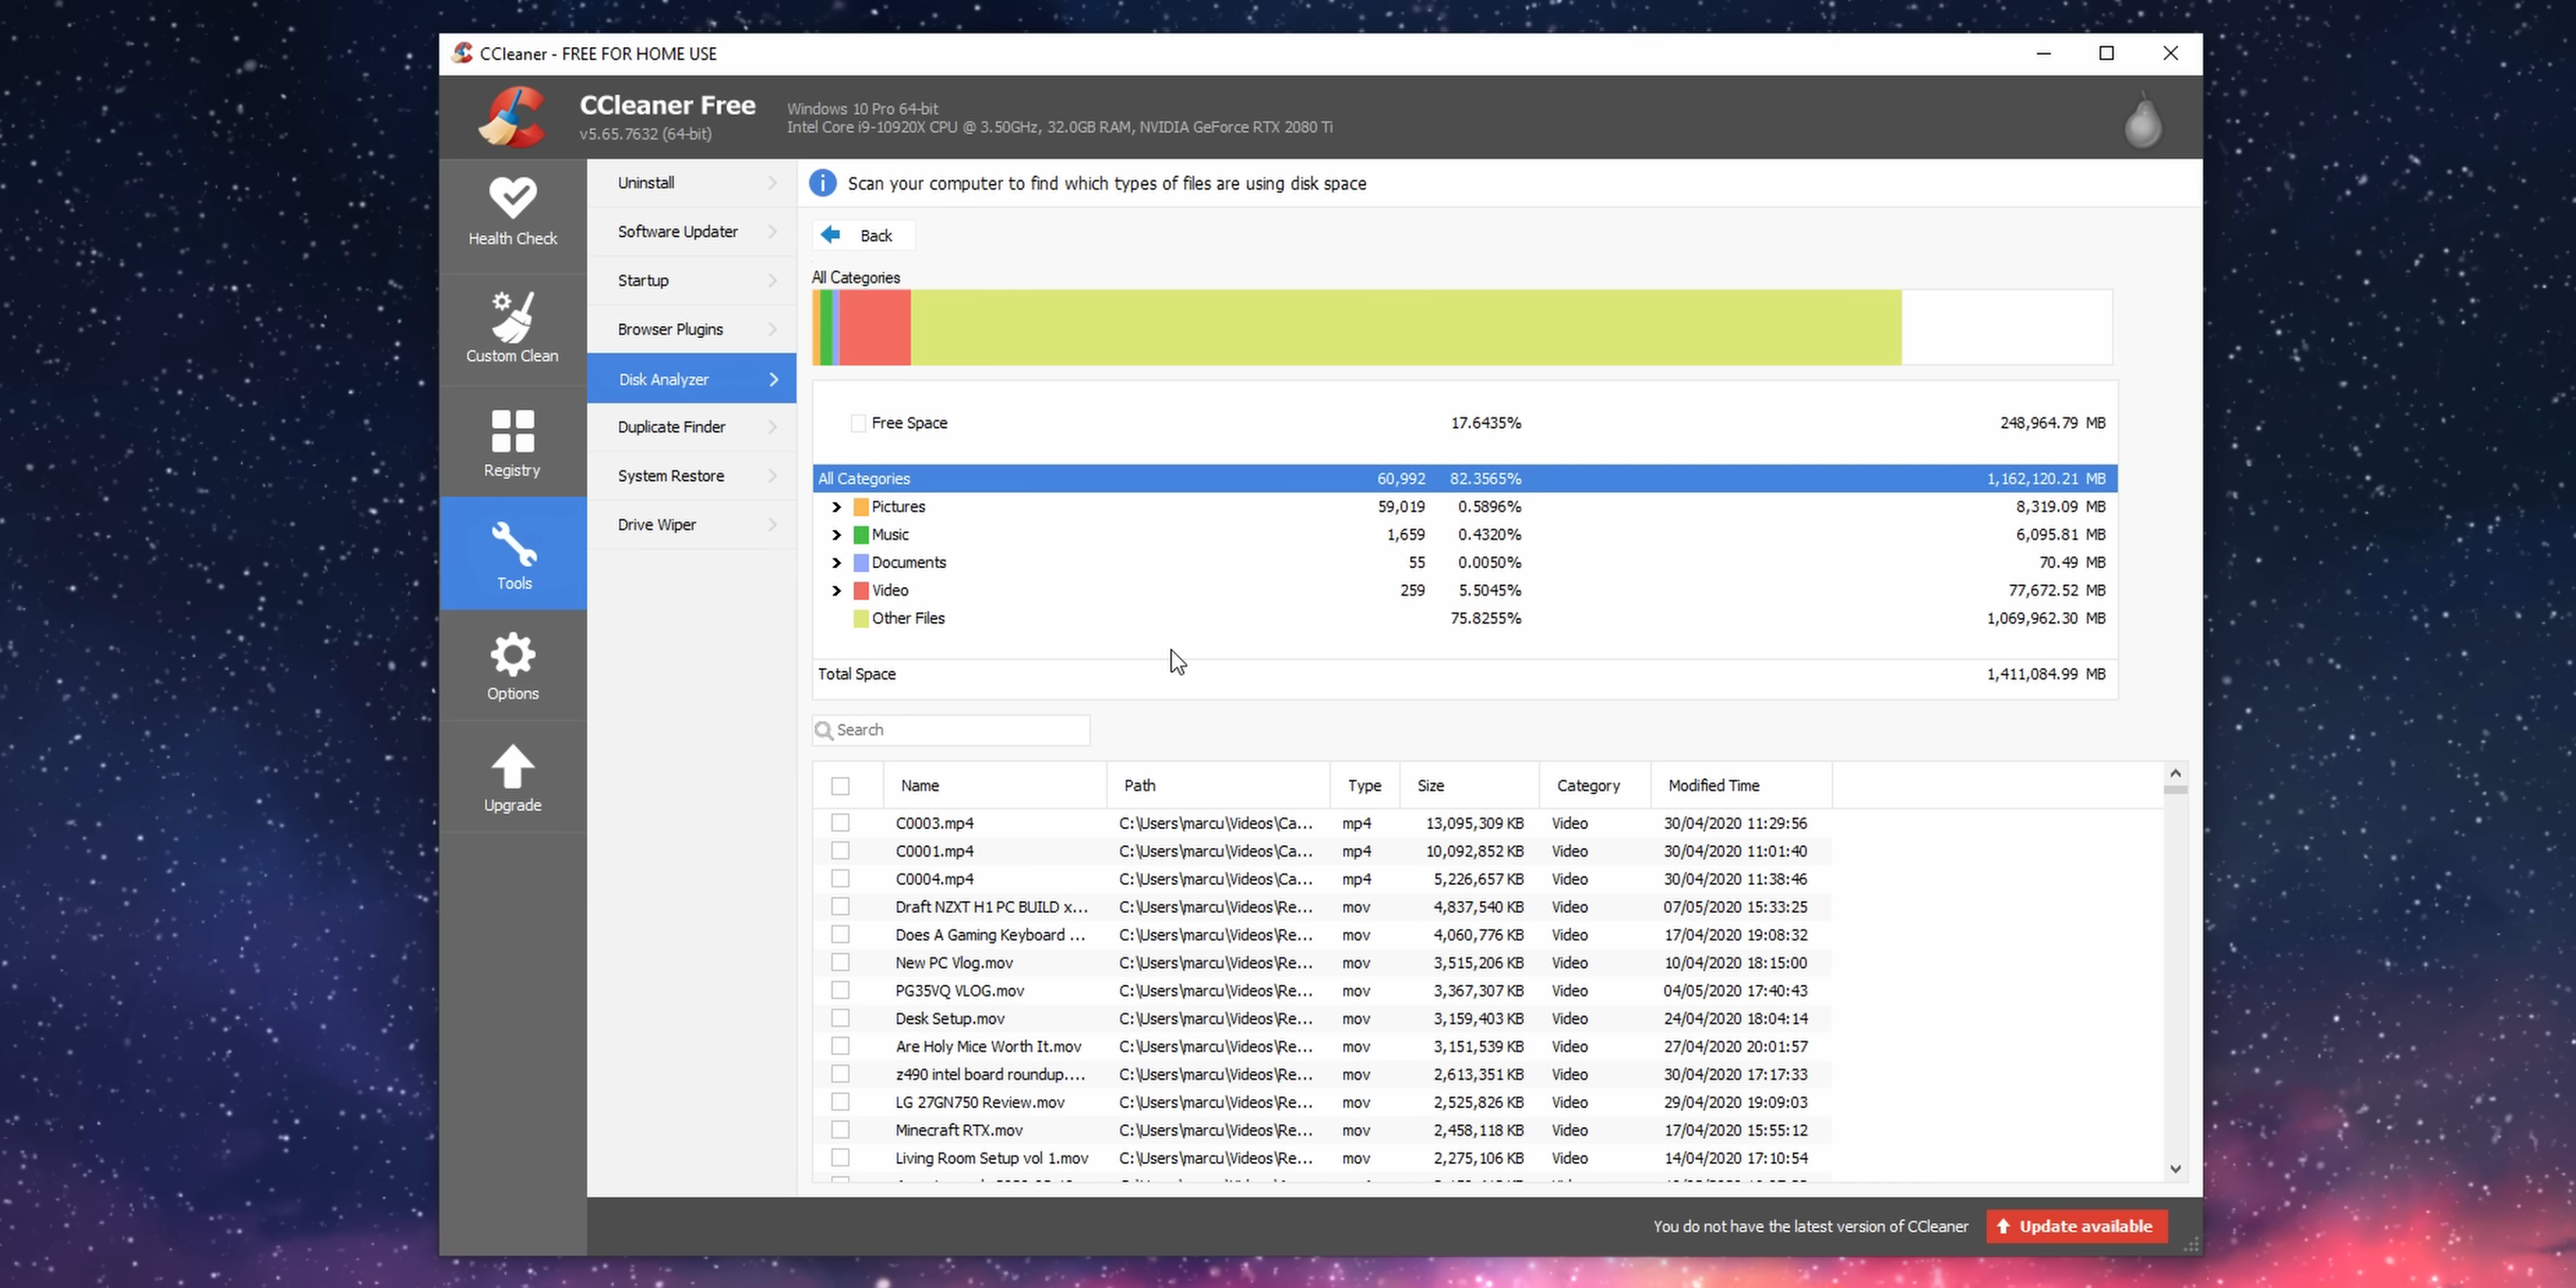 CCleaner - FREE FOR HOME USE
CCleaner Free
v5.65.7632 (64-bit)
Windows 10 Pro 64-bit
Intel Core i9-10920X CPU @ 3.50GHz, 32.0GB RAM, NVIDIA GeForce RTX 2080 Ti
Health Check
Custom Clean
Registry
Tools
Options
Upgrade
Uninstall
Software Updater
Startup
Browser Plugins
Disk Analyzer
Duplicate Finder
System Restore
Drive Wiper
Scan your computer to find which types of files are using disk space
Back
All Categories
Free Space 17.6435% 248,964.79 MB
All Categories 60,992 82.3565% 1,162,120.21 MB
Pictures 59,019 0.5896% 8,319.09 MB
Music 1,659 0.4320% 6,095.81 MB
Documents 55 0.0050% 70.49 MB
Video 259 5.5045% 77,672.52 MB
Other Files 75.8255% 1,069,962.30 MB
Total Space 1,411,084.99 MB
Search
Name Path Type Size Category Modified Time
C0003.mp4 C:\Users\marcu\Videos\Ca... mp4 13,095,309 KB Video 30/04/2020 11:29:56
C0001.mp4 C:\Users\marcu\Videos\Ca... mp4 10,092,852 KB Video 30/04/2020 11:01:40
C0004.mp4 C:\Users\marcu\Videos\Ca... mp4 5,226,657 KB Video 30/04/2020 11:38:46
Draft NZXT H1 PC BUILD x... C:\Users\marcu\Videos\Re... mov 4,837,540 KB Video 07/05/2020 15:33:25
Does A Gaming Keyboard ... C:\Users\marcu\Videos\Re... mov 4,060,776 KB Video 17/04/2020 19:08:32
New PC Vlog.mov C:\Users\marcu\Videos\Re... mov 3,515,206 KB Video 10/04/2020 18:15:00
PG35VQ VLOG.mov C:\Users\marcu\Videos\Re... mov 3,367,307 KB Video 04/05/2020 17:40:43
Desk Setup.mov C:\Users\marcu\Videos\Re... mov 3,159,403 KB Video 24/04/2020 18:04:14
Are Holy Mice Worth It.mov C:\Users\marcu\Videos\Re... mov 3,151,539 KB Video 27/04/2020 20:01:57
z490 intel board roundup.... C:\Users\marcu\Videos\Re... mov 2,613,351 KB Video 30/04/2020 17:17:33
LG 27GN750 Review.mov C:\Users\marcu\Videos\Re... mov 2,525,826 KB Video 29/04/2020 19:09:03
Minecraft RTX.mov C:\Users\marcu\Videos\Re... mov 2,458,118 KB Video 17/04/2020 15:55:12
Living Room Setup vol 1.mov C:\Users\marcu\Videos\Re... mov 2,275,106 KB Video 14/04/2020 17:10:54
You do not have the latest version of CCleaner
Update available